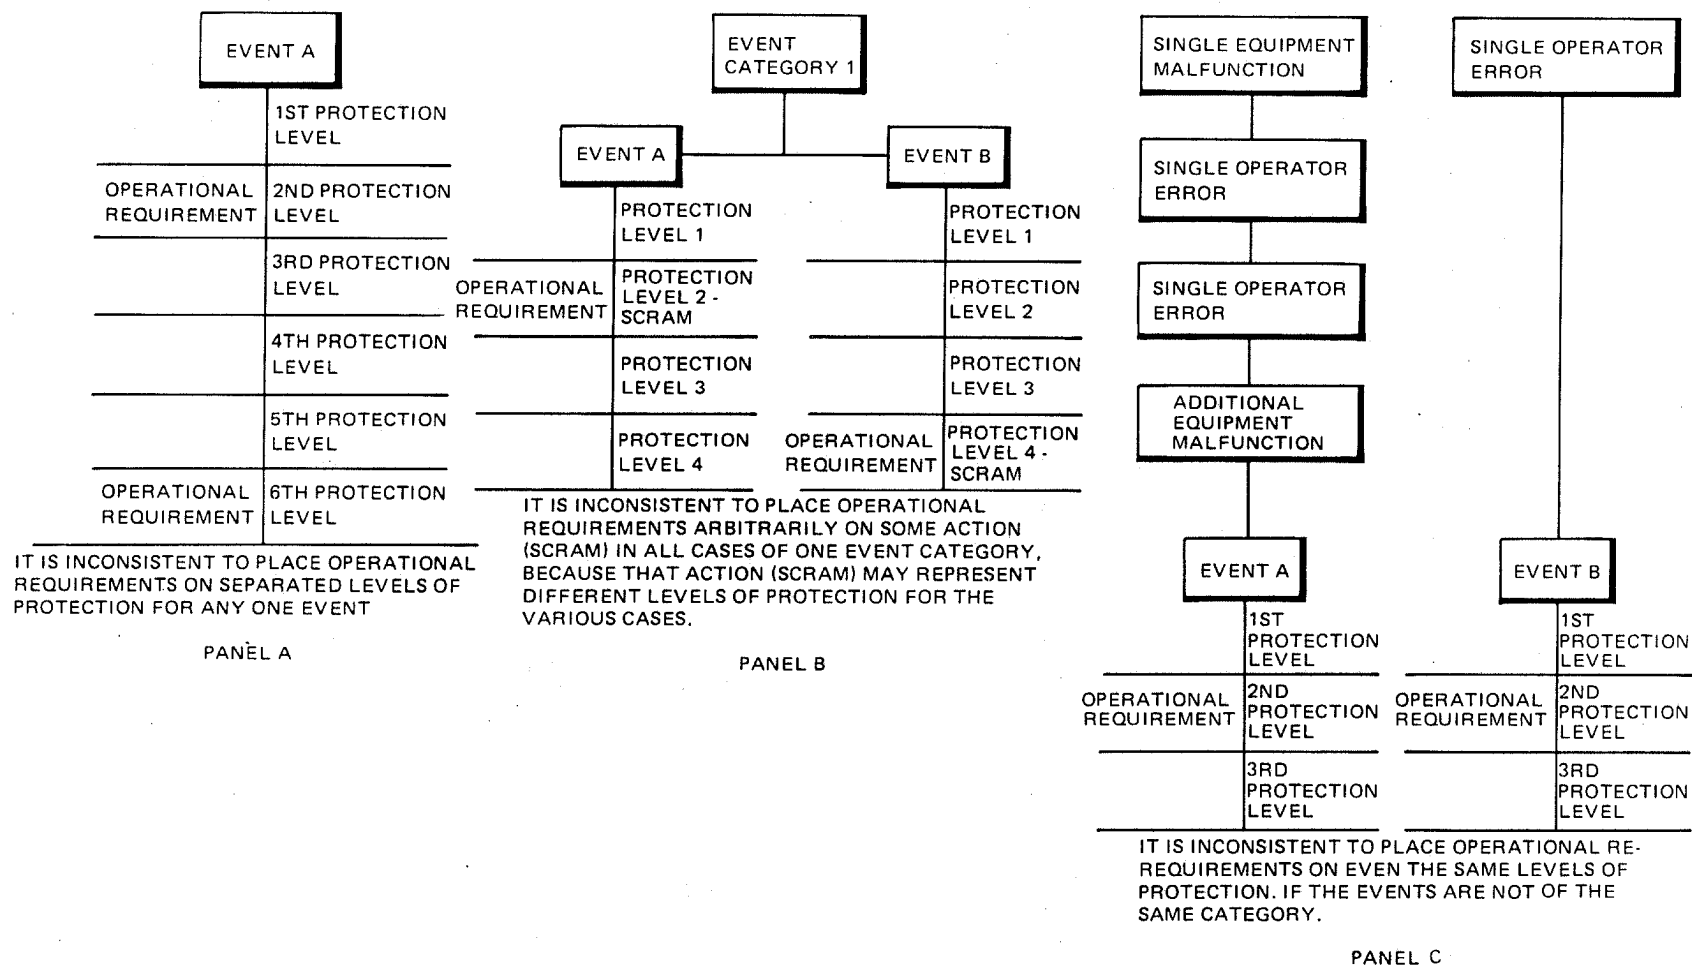 EVENT A
1ST PROTECTION
LEVEL
OPERATIONAL
REQUIREMENT
2ND PROTECTION
LEVEL
3RD PROTECTION
LEVEL
4TH PROTECTION
LEVEL
5TH PROTECTION
LEVEL
OPERATIONAL
REQUIREMENT
6TH PROTECTION
LEVEL
IT IS INCONSISTENT TO PLACE OPERATIONAL
REQUIREMENTS ON SEPARATED LEVELS OF
PROTECTION FOR ANY ONE EVENT
PANEL A
EVENT
CATEGORY 1
EVENT A
EVENT B
PROTECTION
LEVEL 1
OPERATIONAL
REQUIREMENT
PROTECTION
LEVEL 2 -
SCRAM
PROTECTION
LEVEL 3
PROTECTION
LEVEL 4
PROTECTION
LEVEL 1
PROTECTION
LEVEL 2
PROTECTION
LEVEL 3
OPERATIONAL
REQUIREMENT
PROTECTION
LEVEL 4 -
SCRAM
IT IS INCONSISTENT TO PLACE OPERATIONAL
REQUIREMENTS ARBITRARILY ON SOME ACTION
(SCRAM) IN ALL CASES OF ONE EVENT CATEGORY,
BECAUSE THAT ACTION (SCRAM) MAY REPRESENT
DIFFERENT LEVELS OF PROTECTION FOR THE
VARIOUS CASES.
PANEL B
SINGLE EQUIPMENT
MALFUNCTION
SINGLE OPERATOR
ERROR
SINGLE OPERATOR
ERROR
ADDITIONAL
EQUIPMENT
MALFUNCTION
EVENT A
1ST
PROTECTION
LEVEL
OPERATIONAL
REQUIREMENT
2ND
PROTECTION
LEVEL
3RD
PROTECTION
LEVEL
SINGLE OPERATOR
ERROR
EVENT B
1ST
PROTECTION
LEVEL
OPERATIONAL
REQUIREMENT
2ND
PROTECTION
LEVEL
3RD
PROTECTION
LEVEL
IT IS INCONSISTENT TO PLACE OPERATIONAL RE-
REQUIREMENTS ON EVEN THE SAME LEVELS OF
PROTECTION. IF THE EVENTS ARE NOT OF THE
SAME CATEGORY.
PANEL C